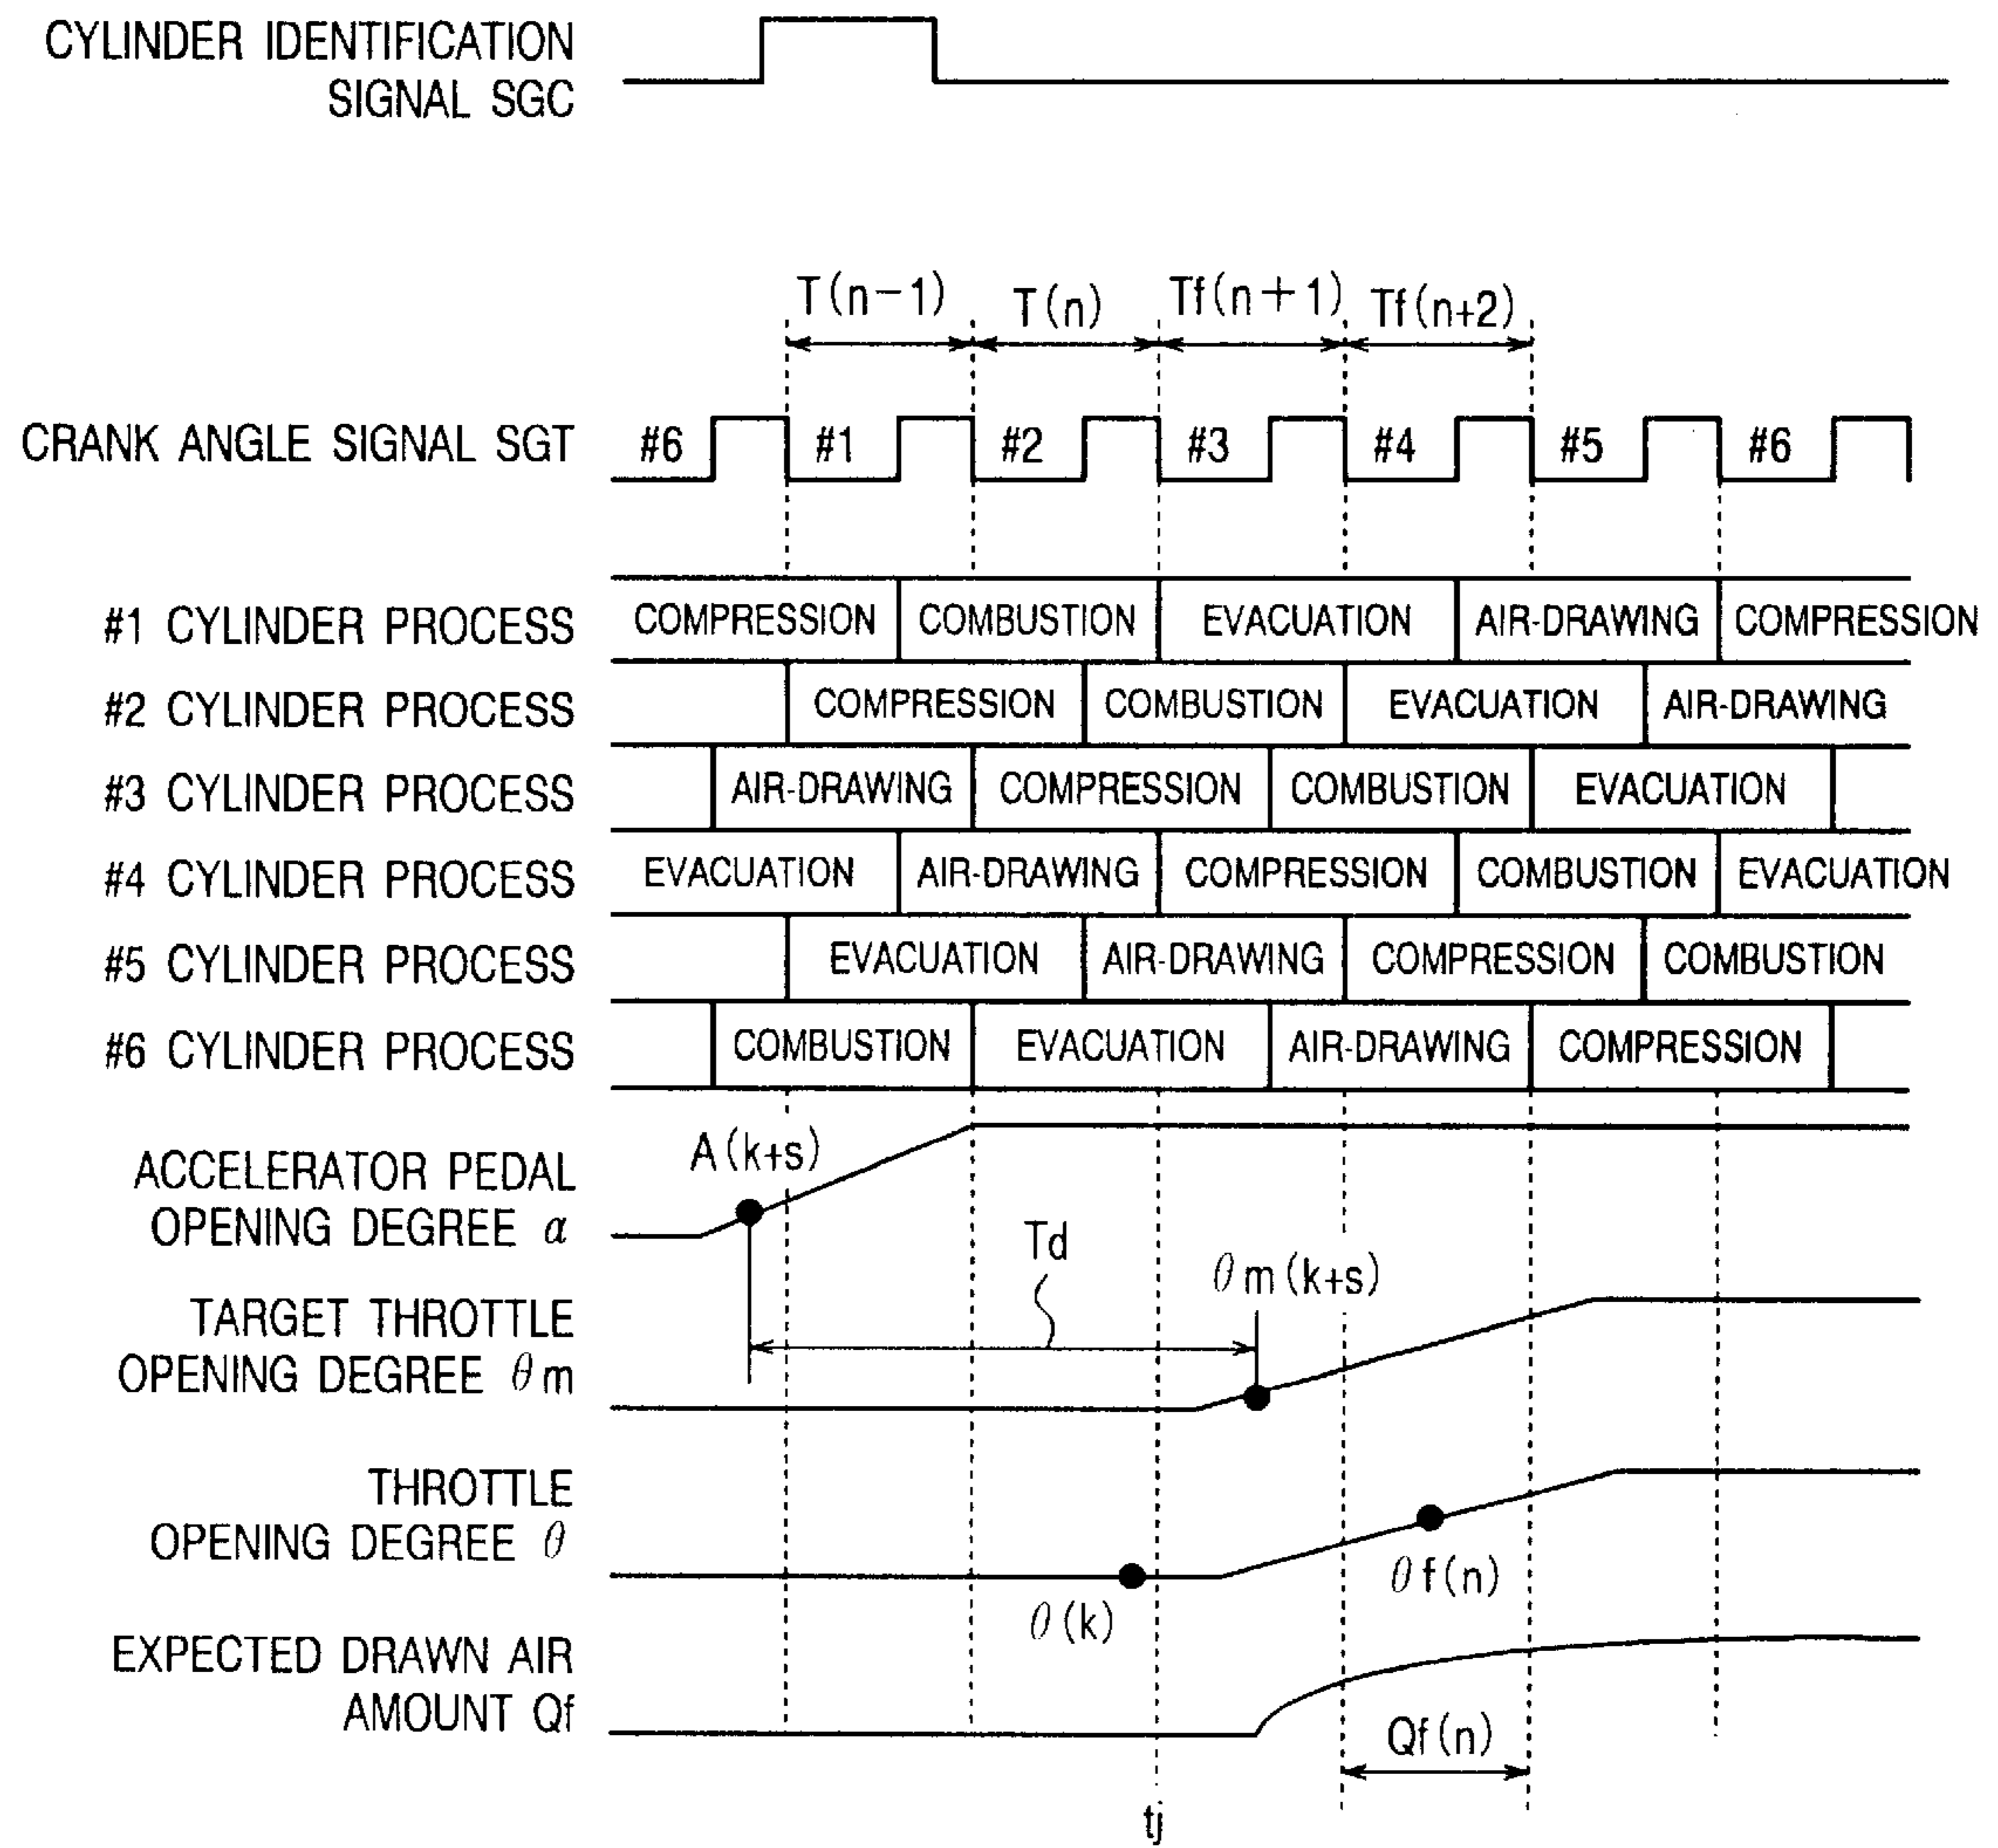 CYLINDER IDENTIFICATION
SIGNAL SGC
T(n-1)
T(n)
Tf(n+1)
Tf(n+2)
CRANK ANGLE SIGNAL SGT
#6 #1 #2 #3 #4 #5 #6
#1 CYLINDER PROCESS
COMPRESSION COMBUSTION EVACUATION AIR-DRAWING COMPRESSION
#2 CYLINDER PROCESS
COMPRESSION COMBUSTION EVACUATION AIR-DRAWING
#3 CYLINDER PROCESS
AIR-DRAWING COMPRESSION COMBUSTION EVACUATION
#4 CYLINDER PROCESS
EVACUATION AIR-DRAWING COMPRESSION COMBUSTION EVACUATION
#5 CYLINDER PROCESS
EVACUATION AIR-DRAWING COMPRESSION COMBUSTION
#6 CYLINDER PROCESS
COMBUSTION EVACUATION AIR-DRAWING COMPRESSION
ACCELERATOR PEDAL
OPENING DEGREE α
A(k+s)
Td
θm(k+s)
TARGET THROTTLE
OPENING DEGREE θm
THROTTLE
OPENING DEGREE θ
θ(k)
θf(n)
EXPECTED DRAWN AIR
AMOUNT Qf
Qf(n)
tj